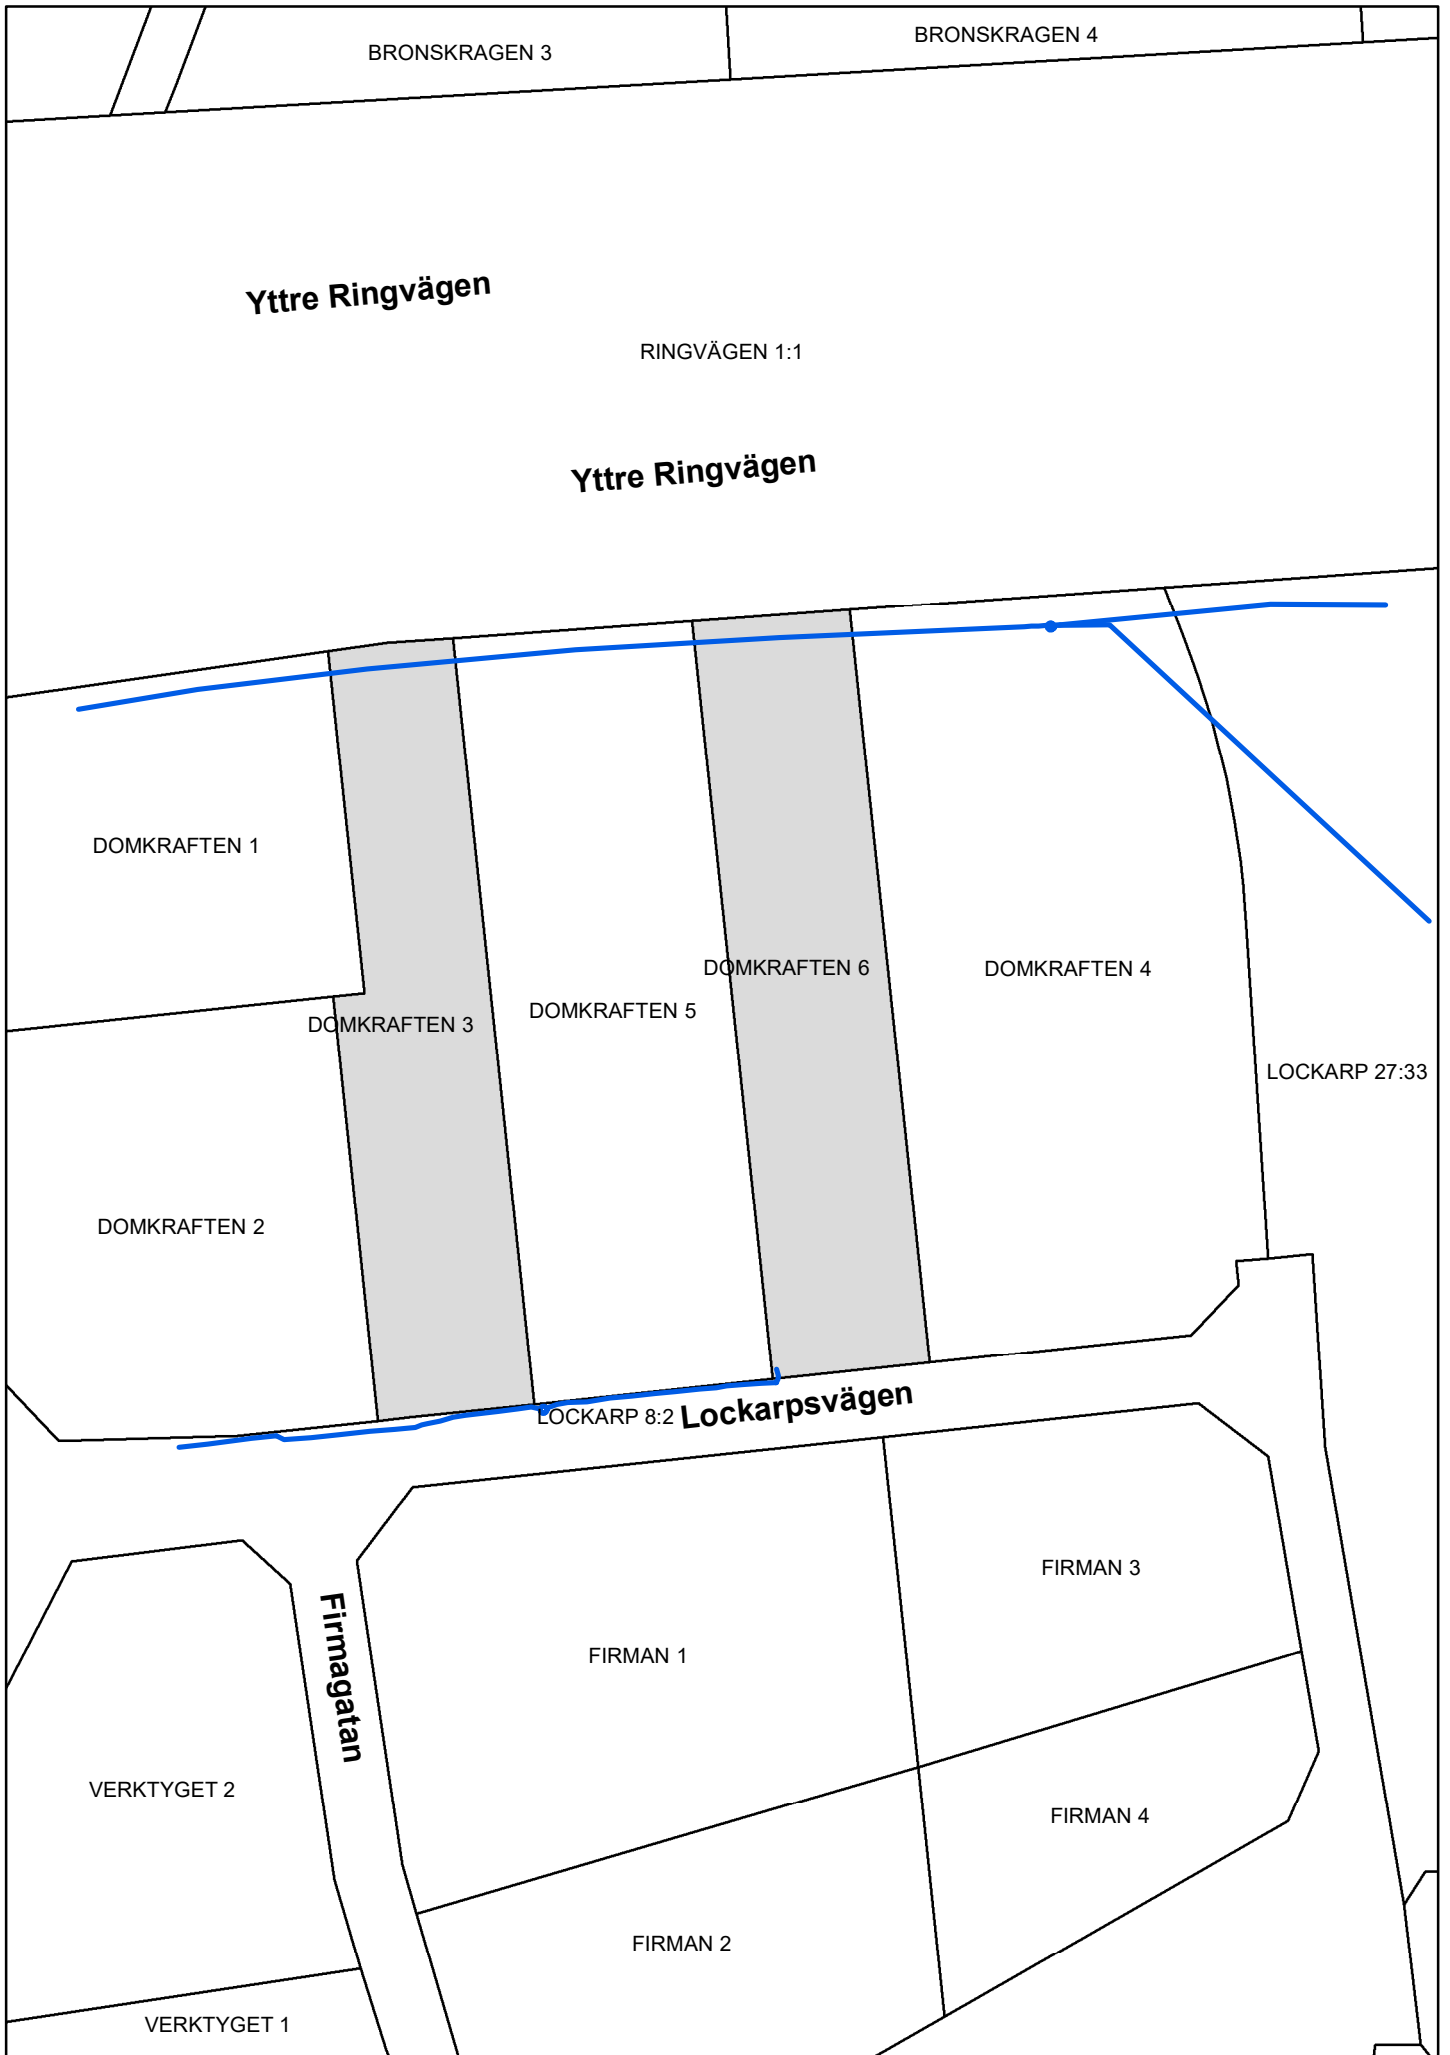 BRONSKRAGEN 3
BRONSKRAGEN 4
Yttre Ringvägen
RINGVÄGEN 1:1
Yttre Ringvägen
DOMKRAFTEN 1
DOMKRAFTEN 6
DOMKRAFTEN 4
DOMKRAFTEN 5
DOMKRAFTEN 3
LOCKARP 27:33
DOMKRAFTEN 2
LOCKARP 8:2
Lockarpsvägen
FIRMAN 3
Firmagatan
FIRMAN 1
VERKTYGET 2
FIRMAN 4
FIRMAN 2
VERKTYGET 1